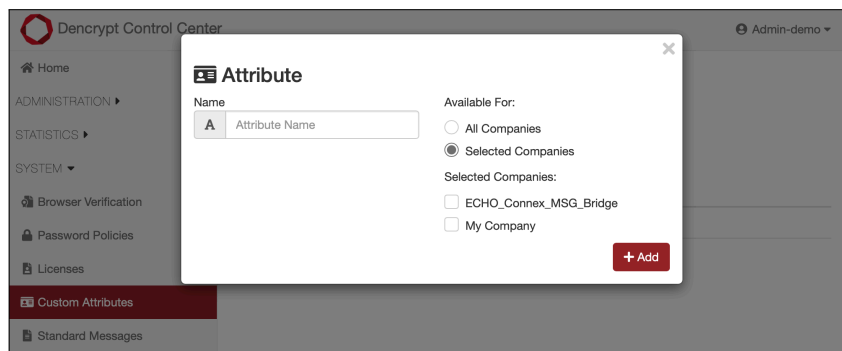 Dencrypt Control Center
Admin-demo
Home
ADMINISTRATION
STATISTICS
SYSTEM
Browser Verification
Password Policies
Licenses
Custom Attributes
Standard Messages
Attribute
Name
A Attribute Name
Available For:
All Companies
Selected Companies
Selected Companies:
ECHO_Connex_MSG_Bridge
My Company
+ Add